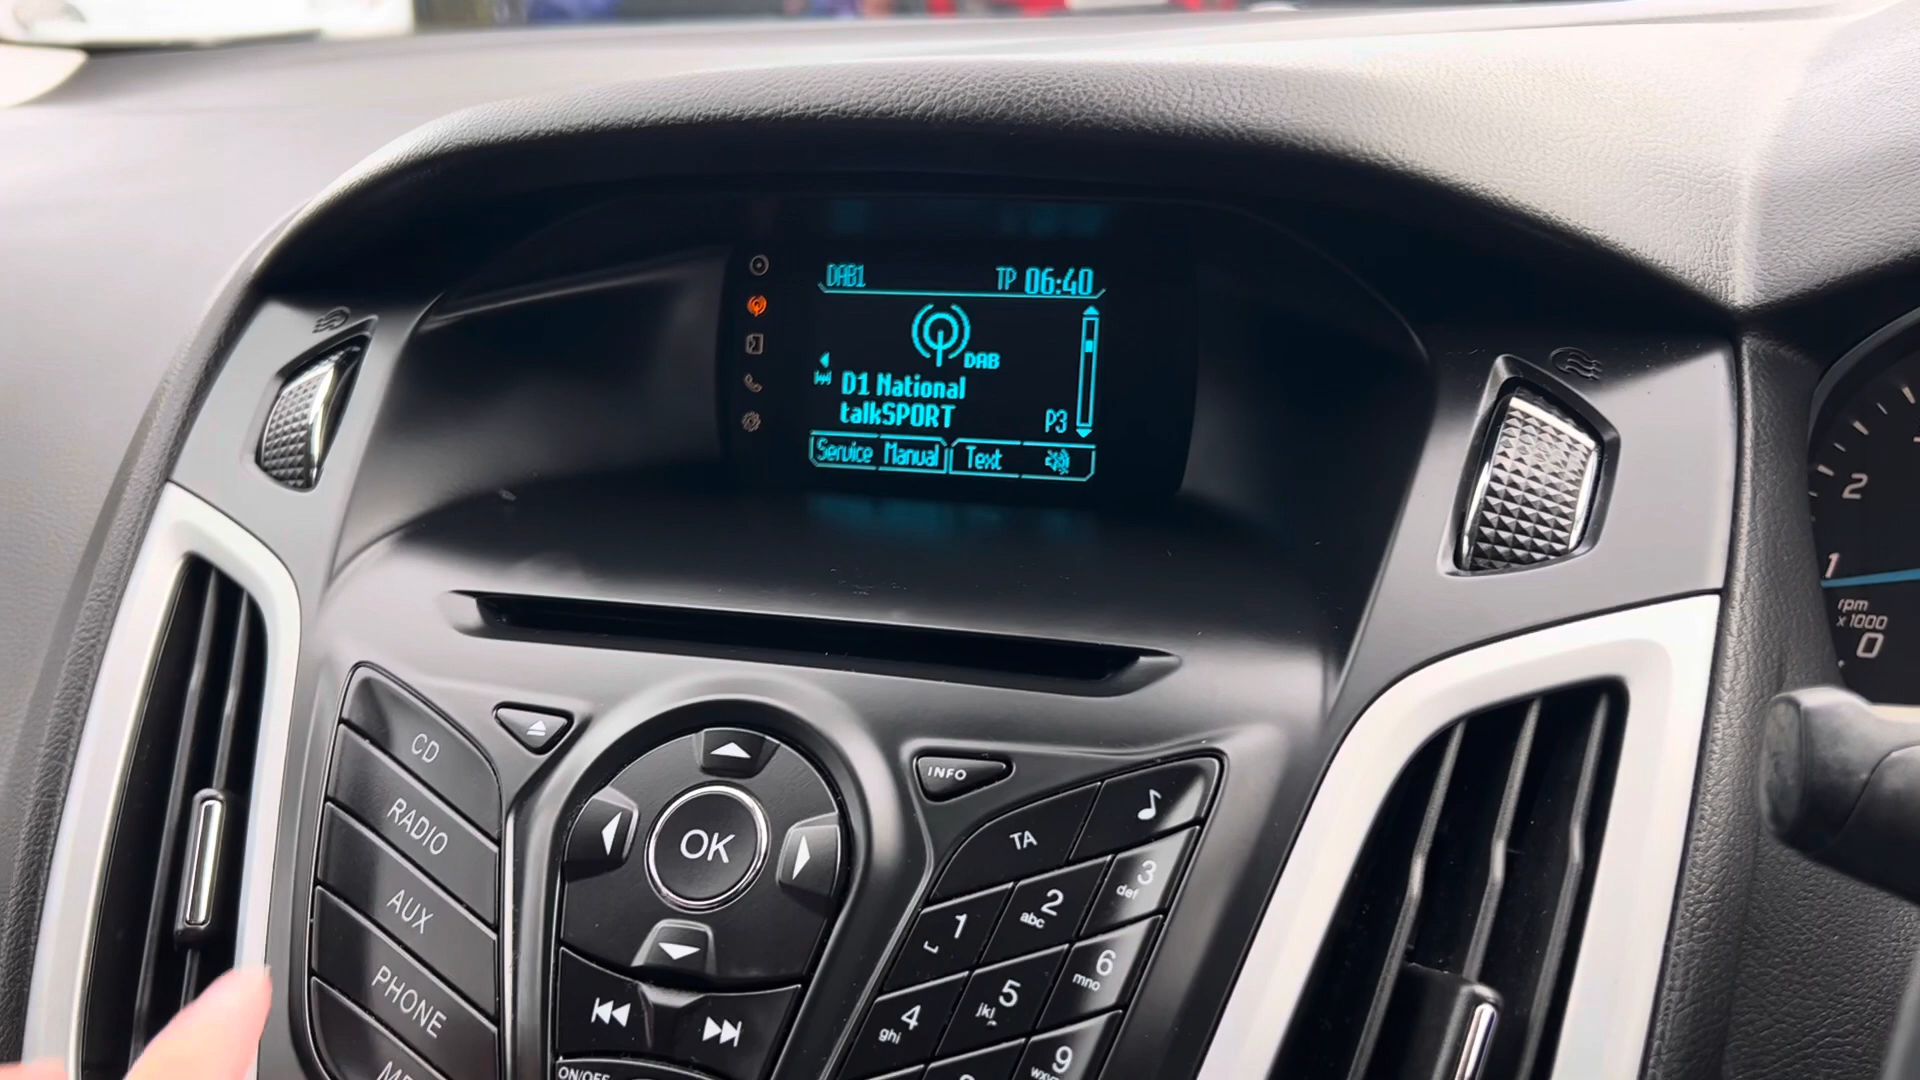 DAB1 TP 06:40
DAB
D1 National
talkSPORT P3
Service Manual Text
2
1
rpm
x 1000
0
CD
RADIO
AUX
PHONE
OK
INFO
TA
1
2 abc
3 def
4 ghi
5 jkl
6 mno
9
ON/OFF